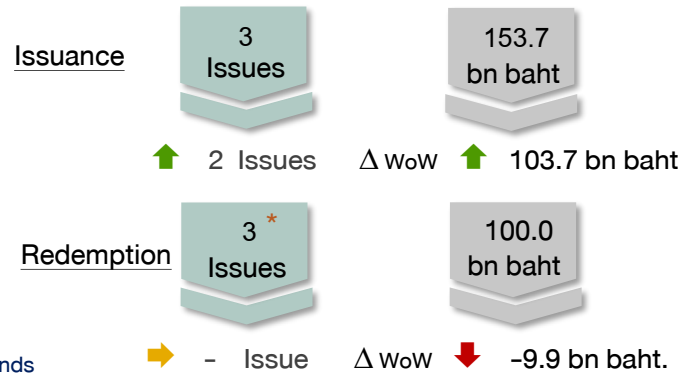 Issuance
3
Issues
153.7
bn baht
2 Issues Δ WoW 103.7 bn baht
Redemption
3 *
Issues
100.0
bn baht
nds
- Issue Δ WoW -9.9 bn baht.